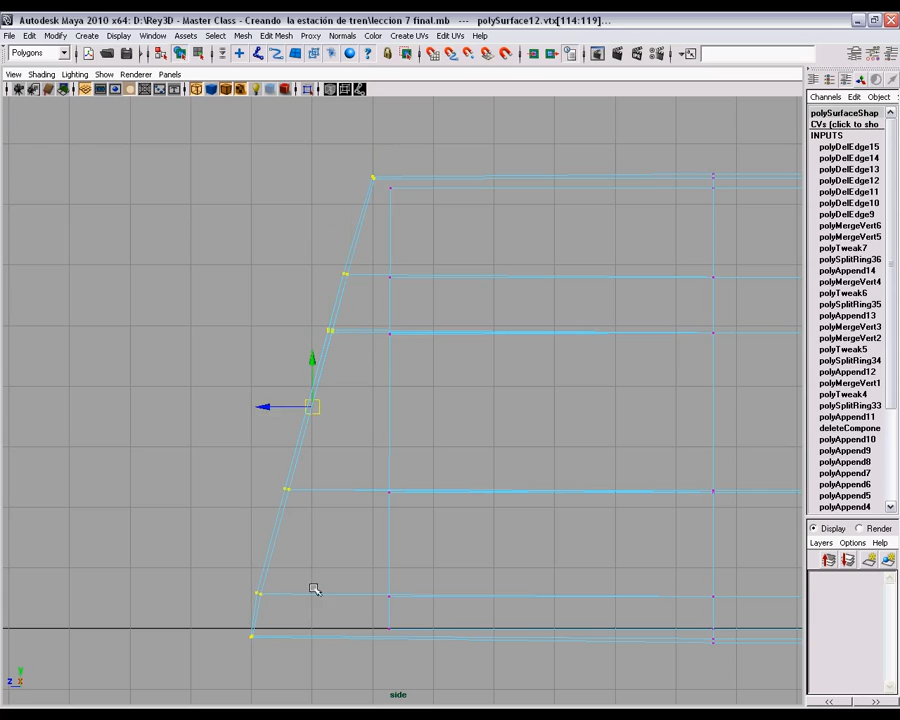 Autodesk Maya 2010 x64: D:\Rey3D - Master Class - Creando la estación de tren\leccion 7 final.mb --- polySurface12.vtx[114:119]...
File Edit Modify Create Display Window Assets Select Mesh Edit Mesh Proxy Normals Color Create UVs Edit UVs Help
Polygons
View Shading Lighting Show Renderer Panels
Channels Edit Object
polySurfaceShap
CVs (click to sho
INPUTS
polyDelEdge15
polyDelEdge14
polyDelEdge13
polyDelEdge12
polyDelEdge11
polyDelEdge10
polyDelEdge9
polyMergeVert6
polyMergeVert5
polyTweak7
polySplitRing36
polyAppend14
polyMergeVert4
polyTweak6
polySplitRing35
polyAppend13
polyMergeVert3
polyMergeVert2
polyTweak5
polySplitRing34
polyAppend12
polyMergeVert1
polyTweak4
polySplitRing33
polyAppend11
deleteCompone
polyAppend10
polyAppend9
polyAppend8
polyAppend7
polyAppend6
polyAppend5
polyAppend4
Display Render
Layers Options Help
y
z x
side
<< >>